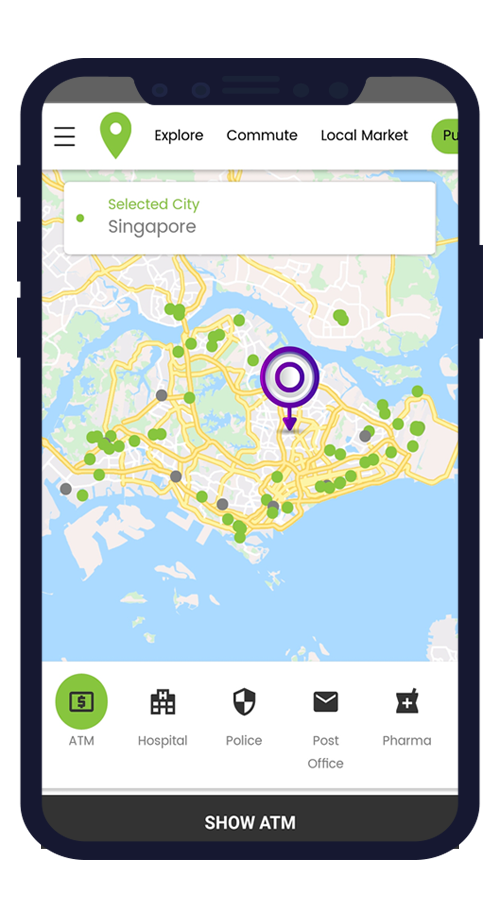 Explore Commute Local Market Pu
Selected City
Singapore
ATM Hospital Police Post Office Pharma
SHOW ATM